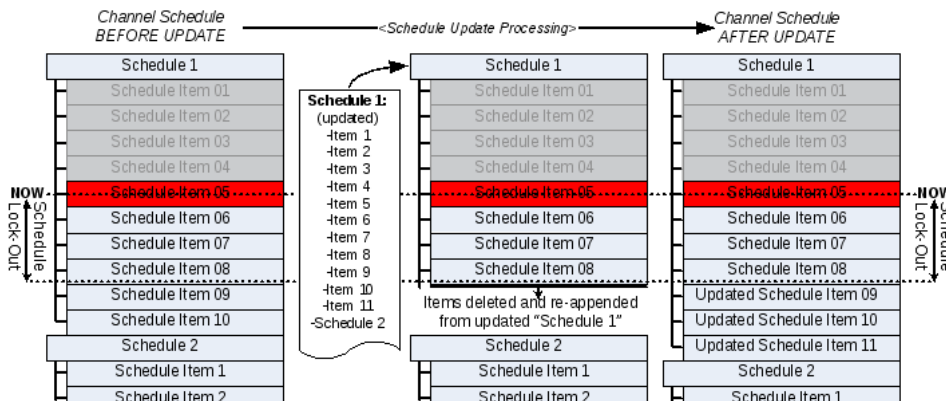 Channel Schedule
BEFORE UPDATE
<Schedule Update Processing>
Channel Schedule
AFTER UPDATE
Schedule 1
Schedule Item 01
Schedule Item 02
Schedule Item 03
Schedule Item 04
NOW
Schedule Item 05
Schedule
Lock-Out
Schedule Item 06
Schedule Item 07
Schedule Item 08
Schedule Item 09
Schedule Item 10
Schedule 2
Schedule Item 1
Schedule Item 2
Schedule 1:
(updated)
-Item 1
-Item 2
-Item 3
-Item 4
-Item 5
-Item 6
-Item 7
-Item 8
-Item 9
-Item 10
-Item 11
-Schedule 2
Schedule 1
Schedule Item 01
Schedule Item 02
Schedule Item 03
Schedule Item 04
Schedule Item 05
Schedule Item 06
Schedule Item 07
Schedule Item 08
Items deleted and re-appended
from updated “Schedule 1”
Schedule 2
Schedule Item 1
Schedule Item 2
Schedule 1
Schedule Item 01
Schedule Item 02
Schedule Item 03
Schedule Item 04
Schedule Item 05
NOW
Schedule
Lock-Out
Schedule Item 06
Schedule Item 07
Schedule Item 08
Updated Schedule Item 09
Updated Schedule Item 10
Updated Schedule Item 11
Schedule 2
Schedule Item 1